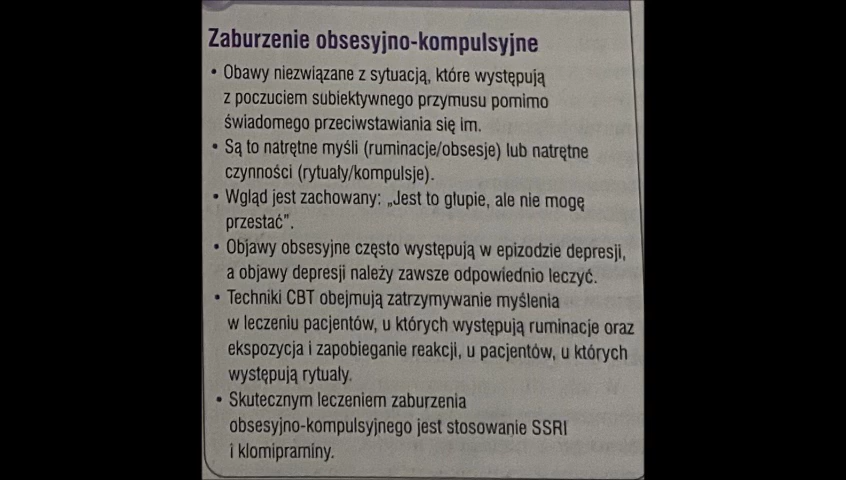 Zaburzenie obsesyjno-kompulsyjne
• Obawy niezwiązane z sytuacją, które występują
z poczuciem subiektywnego przymusu pomimo
świadomego przeciwstawiania się im.
• Są to natrętne myśli (ruminacje/obsesje) lub natrętne
czynności (rytuały/kompulsje).
• Wgląd jest zachowany: „Jest to głupie, ale nie mogę
przestać”.
• Objawy obsesyjne często występują w epizodzie depresji,
a objawy depresji należy zawsze odpowiednio leczyć.
• Techniki CBT obejmują zatrzymywanie myślenia
w leczeniu pacjentów, u których występują ruminacje oraz
ekspozycja i zapobieganie reakcji, u pacjentów, u których
występują rytuały.
• Skutecznym leczeniem zaburzenia
obsesyjno-kompulsyjnego jest stosowanie SSRI
i klomipraminy.